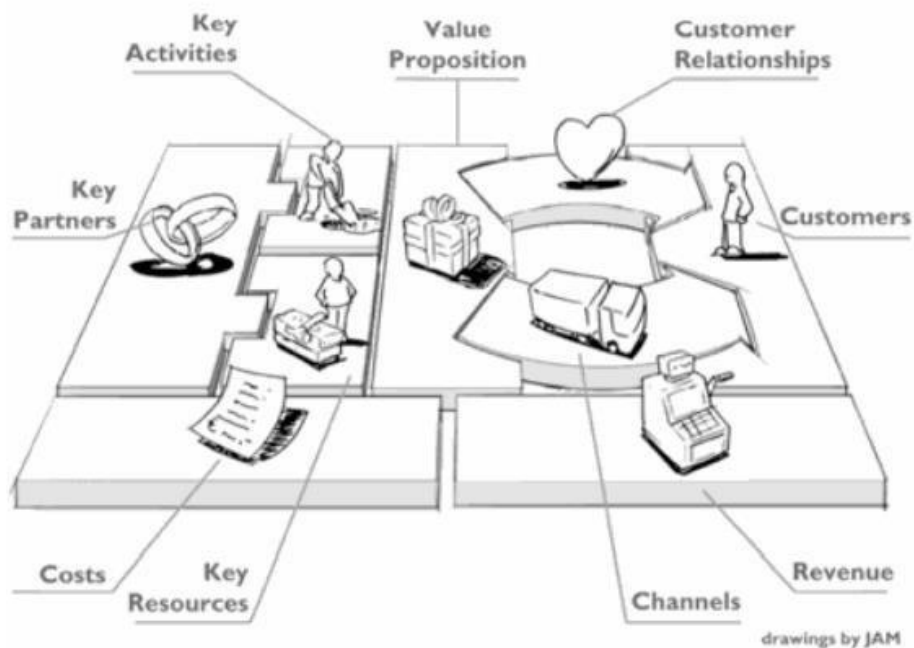 Key
Activities
Value
Proposition
Customer
Relationships
Key
Partners
Customers
Costs
Key
Resources
Channels
Revenue
drawings by JAM